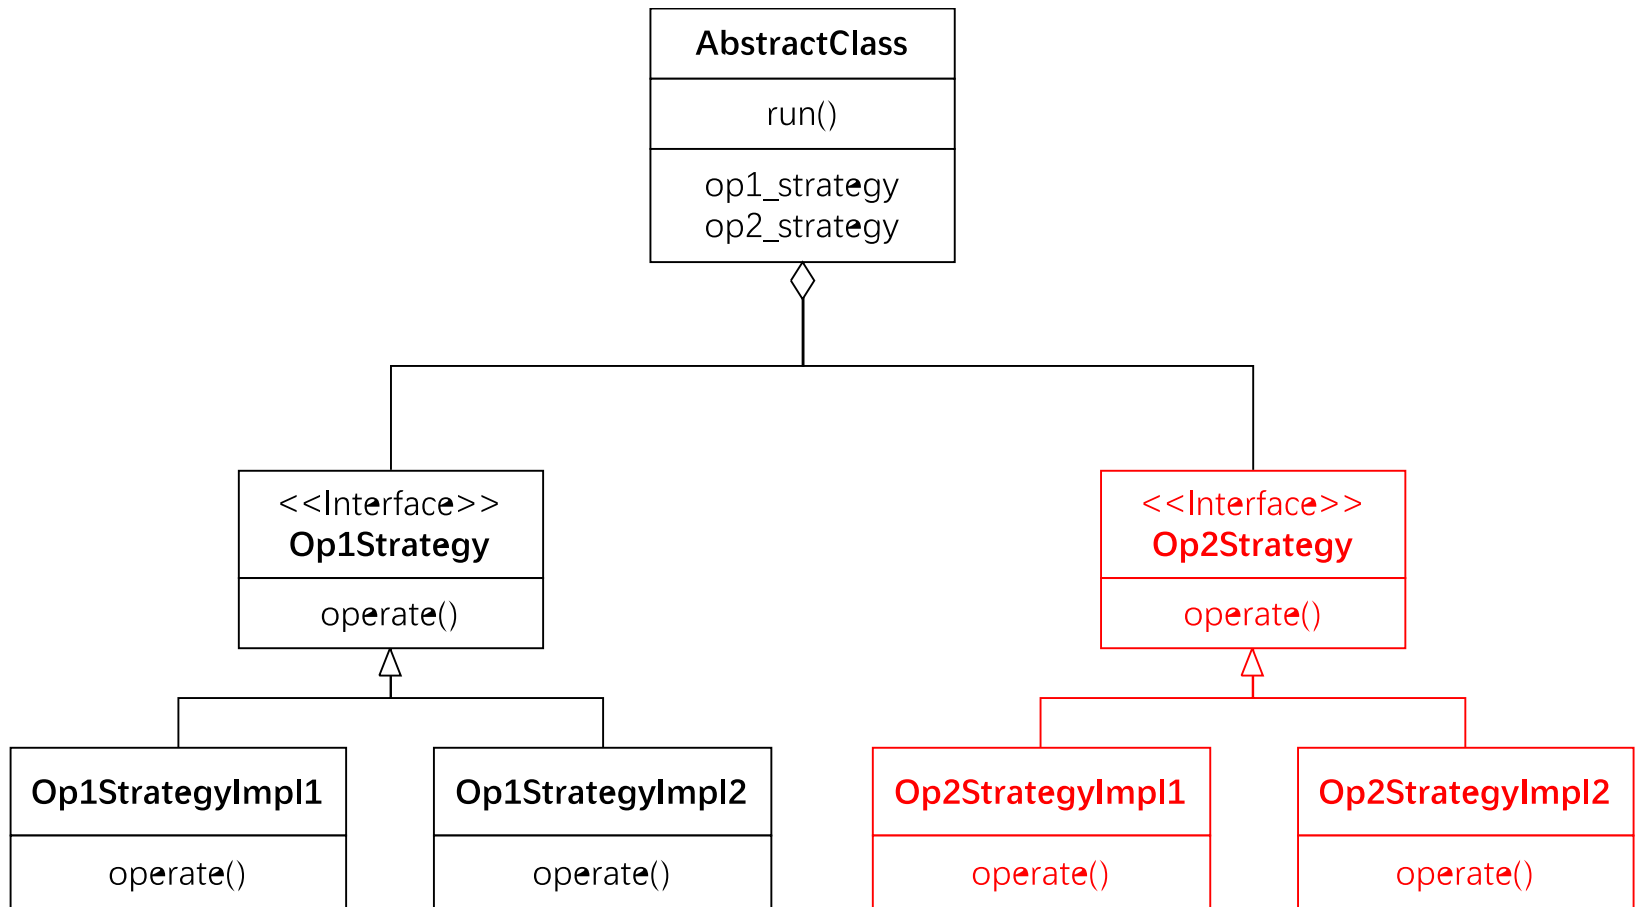 AbstractClass
run()
op1_strategy
op2_strategy
<<Interface>>
Op1Strategy
operate()
<<Interface>>
Op2Strategy
operate()
Op1StrategyImpl1
operate()
Op1StrategyImpl2
operate()
Op2StrategyImpl1
operate()
Op2StrategyImpl2
operate()